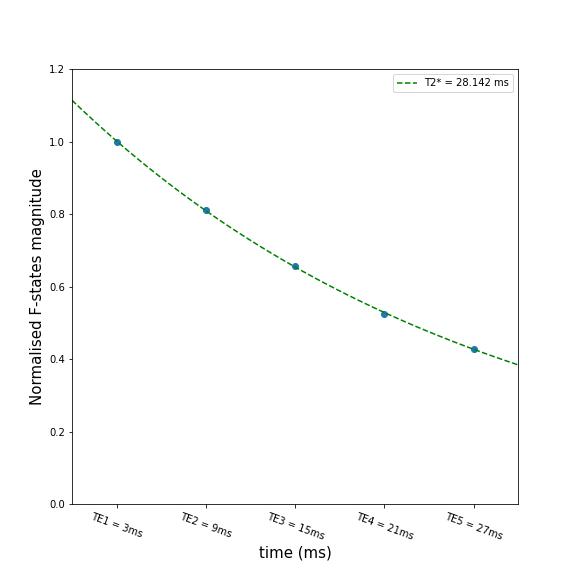 T2* = 28.142 ms
Normalised F-states magnitude
1.2
1.0
0.8
0.6
0.4
0.2
0.0
TE1 = 3ms
TE2 = 9ms
TE3 = 15ms
TE4 = 21ms
TE5 = 27ms
time (ms)